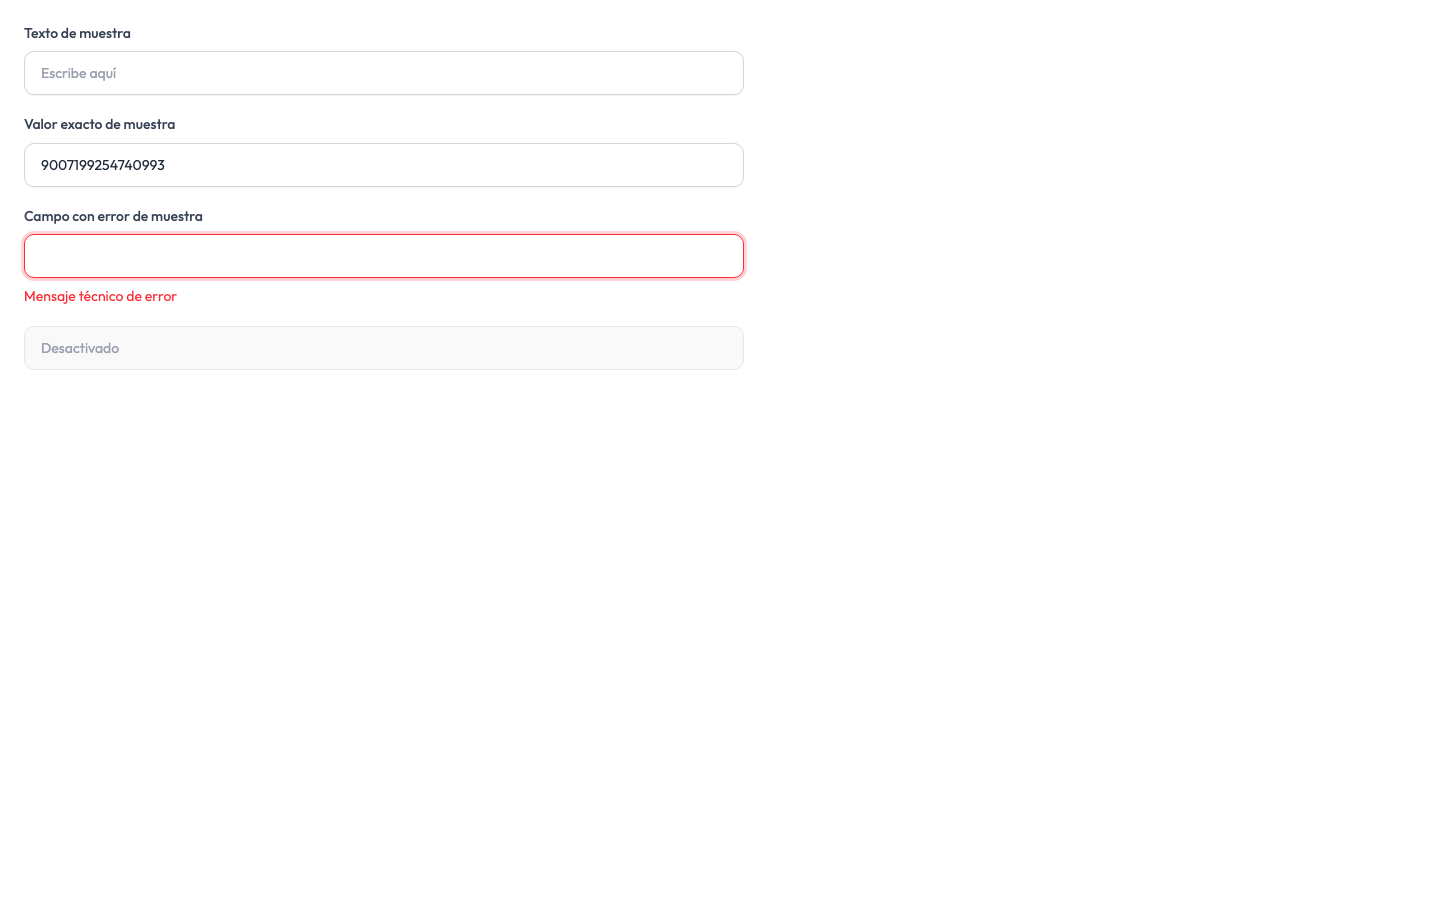 Texto de muestra
Escribe aquí
Valor exacto de muestra
9007199254740993
Campo con error de muestra
Mensaje técnico de error
Desactivado